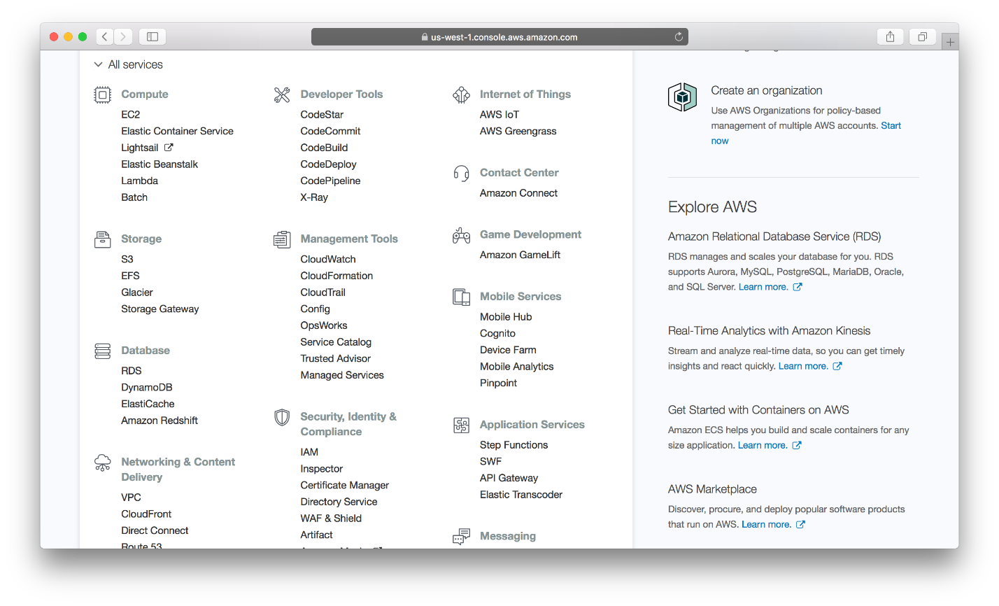 us-west-1.console.aws.amazon.com
All services
Compute
EC2
Elastic Container Service
Lightsail
Elastic Beanstalk
Lambda
Batch
Storage
S3
EFS
Glacier
Storage Gateway
Database
RDS
DynamoDB
ElastiCache
Amazon Redshift
Networking & Content
Delivery
VPC
CloudFront
Direct Connect
Route 53
Developer Tools
CodeStar
CodeCommit
CodeBuild
CodeDeploy
CodePipeline
X-Ray
Management Tools
CloudWatch
CloudFormation
CloudTrail
Config
OpsWorks
Service Catalog
Trusted Advisor
Managed Services
Security, Identity &
Compliance
IAM
Inspector
Certificate Manager
Directory Service
WAF & Shield
Artifact
Internet of Things
AWS IoT
AWS Greengrass
Contact Center
Amazon Connect
Game Development
Amazon GameLift
Mobile Services
Mobile Hub
Cognito
Device Farm
Mobile Analytics
Pinpoint
Application Services
Step Functions
SWF
API Gateway
Elastic Transcoder
Messaging
Create an organization
Use AWS Organizations for policy-based
management of multiple AWS accounts. Start
now
Explore AWS
Amazon Relational Database Service (RDS)
RDS manages and scales your database for you. RDS
supports Aurora, MySQL, PostgreSQL, MariaDB, Oracle,
and SQL Server. Learn more.
Real-Time Analytics with Amazon Kinesis
Stream and analyze real-time data, so you can get timely
insights and react quickly. Learn more.
Get Started with Containers on AWS
Amazon ECS helps you build and scale containers for any
size application. Learn more.
AWS Marketplace
Discover, procure, and deploy popular software products
that run on AWS. Learn more.